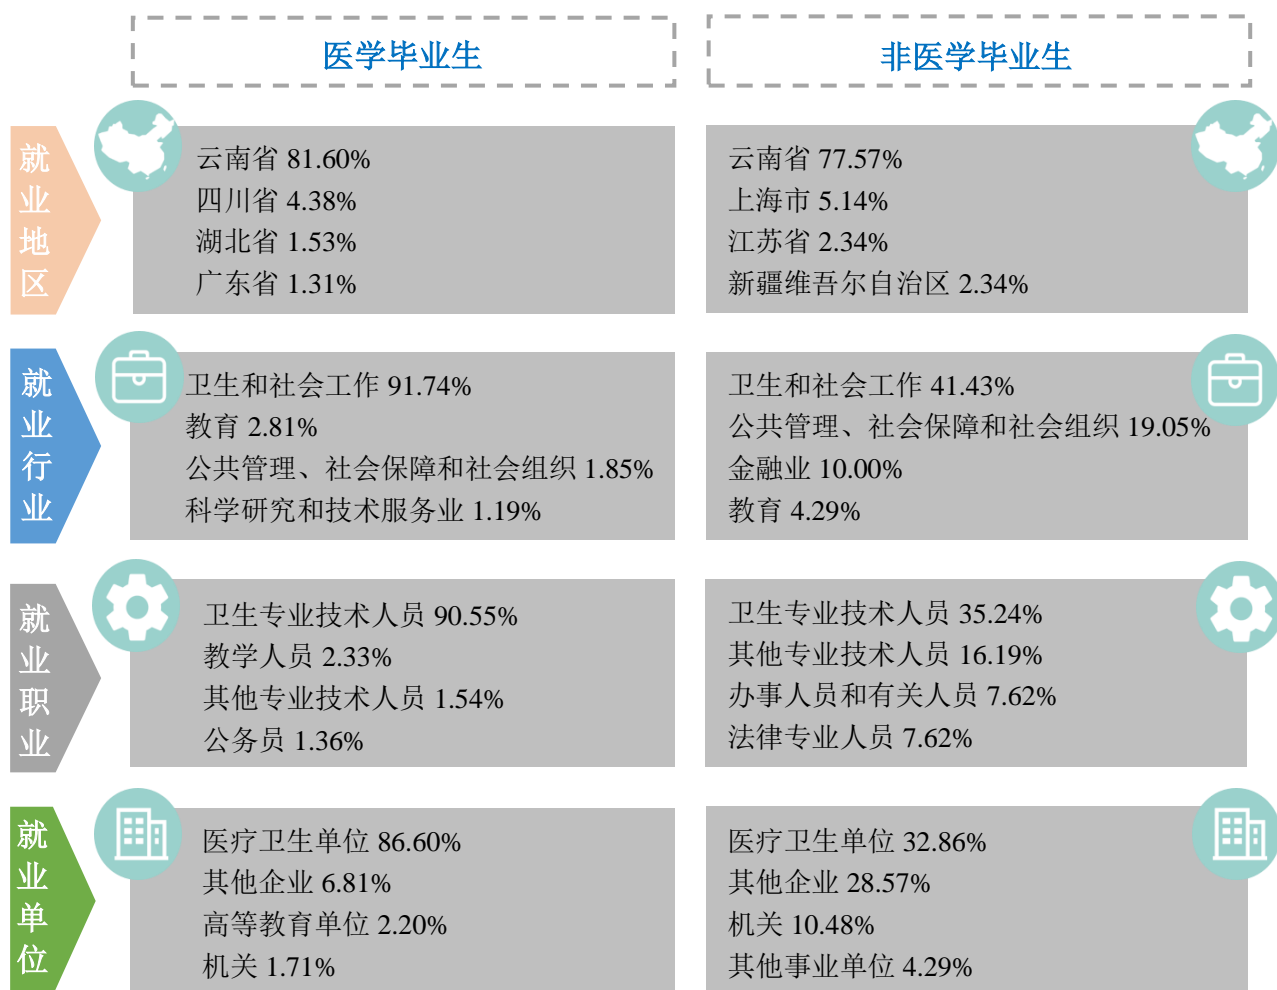 医学毕业生
非医学毕业生
就业地区
云南省 81.60%
四川省 4.38%
湖北省 1.53%
广东省 1.31%
云南省 77.57%
上海市 5.14%
江苏省 2.34%
新疆维吾尔自治区 2.34%
就业行业
卫生和社会工作 91.74%
教育 2.81%
公共管理、社会保障和社会组织 1.85%
科学研究和技术服务业 1.19%
卫生和社会工作 41.43%
公共管理、社会保障和社会组织 19.05%
金融业 10.00%
教育 4.29%
就业职业
卫生专业技术人员 90.55%
教学人员 2.33%
其他专业技术人员 1.54%
公务员 1.36%
卫生专业技术人员 35.24%
其他专业技术人员 16.19%
办事人员和有关人员 7.62%
法律专业人员 7.62%
就业单位
医疗卫生单位 86.60%
其他企业 6.81%
高等教育单位 2.20%
机关 1.71%
医疗卫生单位 32.86%
其他企业 28.57%
机关 10.48%
其他事业单位 4.29%